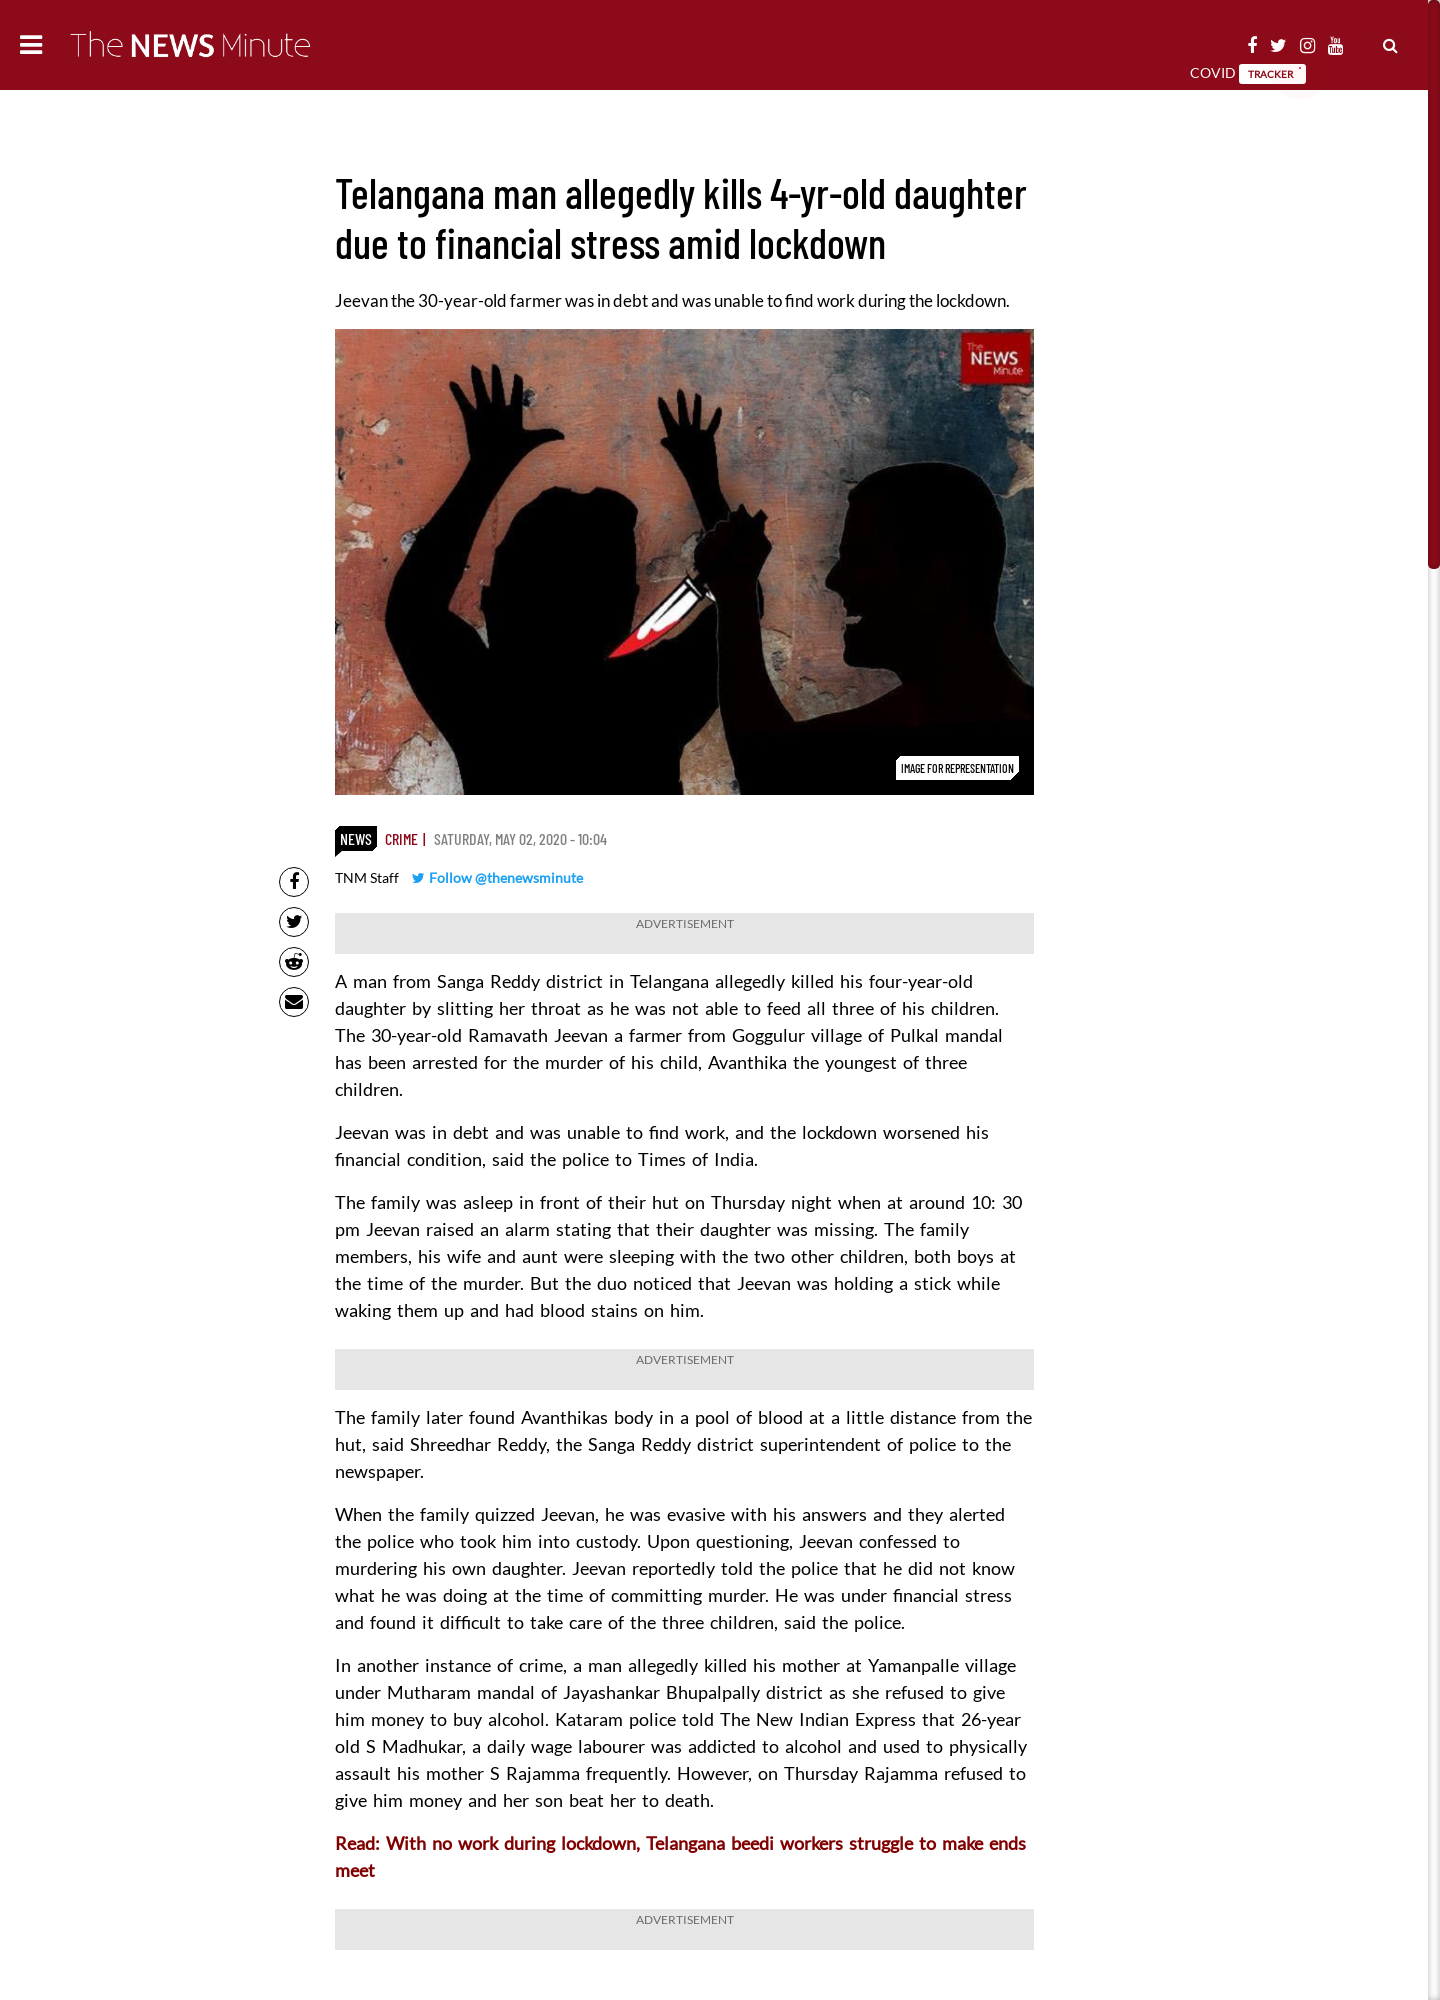 The NEWS Minute
COVID TRACKER
Telangana man allegedly kills 4-yr-old daughter
due to financial stress amid lockdown
Jeevan the 30-year-old farmer was in debt and was unable to find work during the lockdown.
The
NEWS
Minute
IMAGE FOR REPRESENTATION
NEWS CRIME | SATURDAY, MAY 02, 2020 - 10:04
TNM Staff Follow @thenewsminute
ADVERTISEMENT
A man from Sanga Reddy district in Telangana allegedly killed his four-year-old
daughter by slitting her throat as he was not able to feed all three of his children.
The 30-year-old Ramavath Jeevan a farmer from Goggulur village of Pulkal mandal
has been arrested for the murder of his child, Avanthika the youngest of three
children.
Jeevan was in debt and was unable to find work, and the lockdown worsened his
financial condition, said the police to Times of India.
The family was asleep in front of their hut on Thursday night when at around 10: 30
pm Jeevan raised an alarm stating that their daughter was missing. The family
members, his wife and aunt were sleeping with the two other children, both boys at
the time of the murder. But the duo noticed that Jeevan was holding a stick while
waking them up and had blood stains on him.
ADVERTISEMENT
The family later found Avanthikas body in a pool of blood at a little distance from the
hut, said Shreedhar Reddy, the Sanga Reddy district superintendent of police to the
newspaper.
When the family quizzed Jeevan, he was evasive with his answers and they alerted
the police who took him into custody. Upon questioning, Jeevan confessed to
murdering his own daughter. Jeevan reportedly told the police that he did not know
what he was doing at the time of committing murder. He was under financial stress
and found it difficult to take care of the three children, said the police.
In another instance of crime, a man allegedly killed his mother at Yamanpalle village
under Mutharam mandal of Jayashankar Bhupalpally district as she refused to give
him money to buy alcohol. Kataram police told The New Indian Express that 26-year
old S Madhukar, a daily wage labourer was addicted to alcohol and used to physically
assault his mother S Rajamma frequently. However, on Thursday Rajamma refused to
give him money and her son beat her to death.
Read: With no work during lockdown, Telangana beedi workers struggle to make ends
meet
ADVERTISEMENT